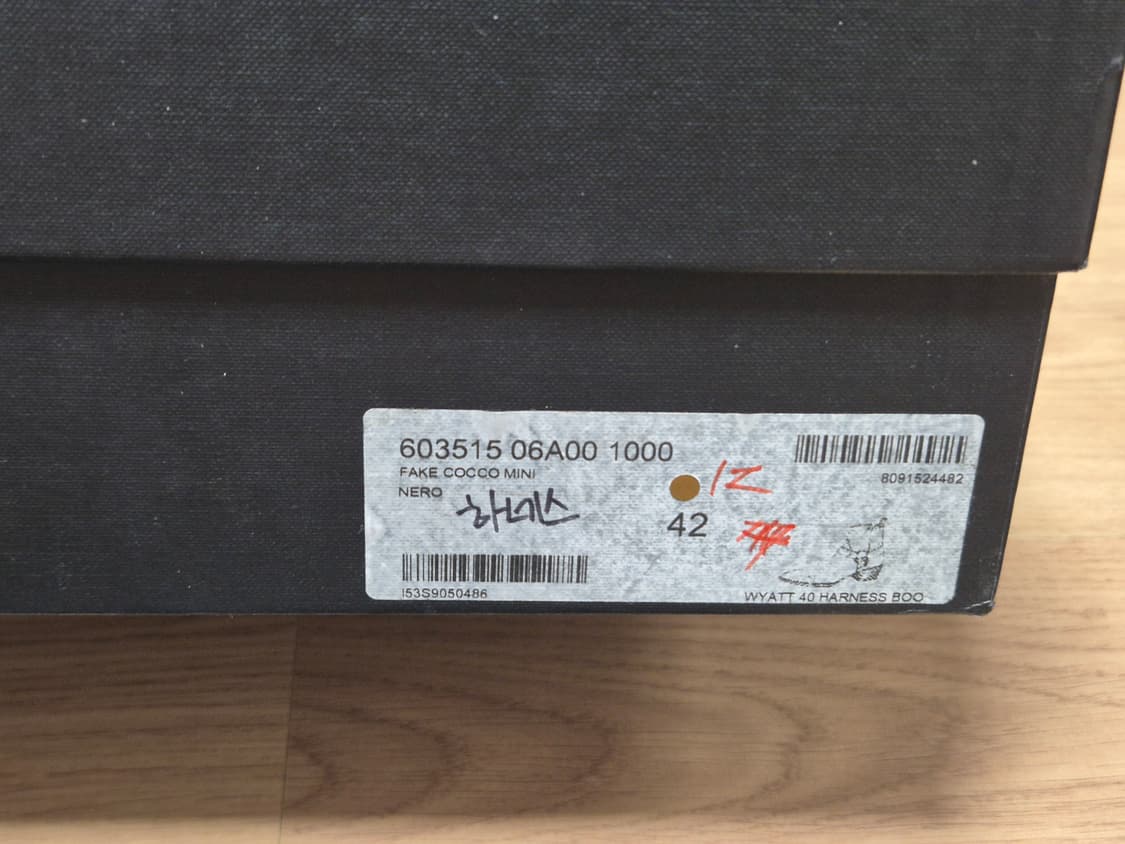 603515 06A00 1000
FAKE COCCO MINI
NERO
하네스
I53S9050486
8091524482
12
42
WYATT 40 HARNESS BOO